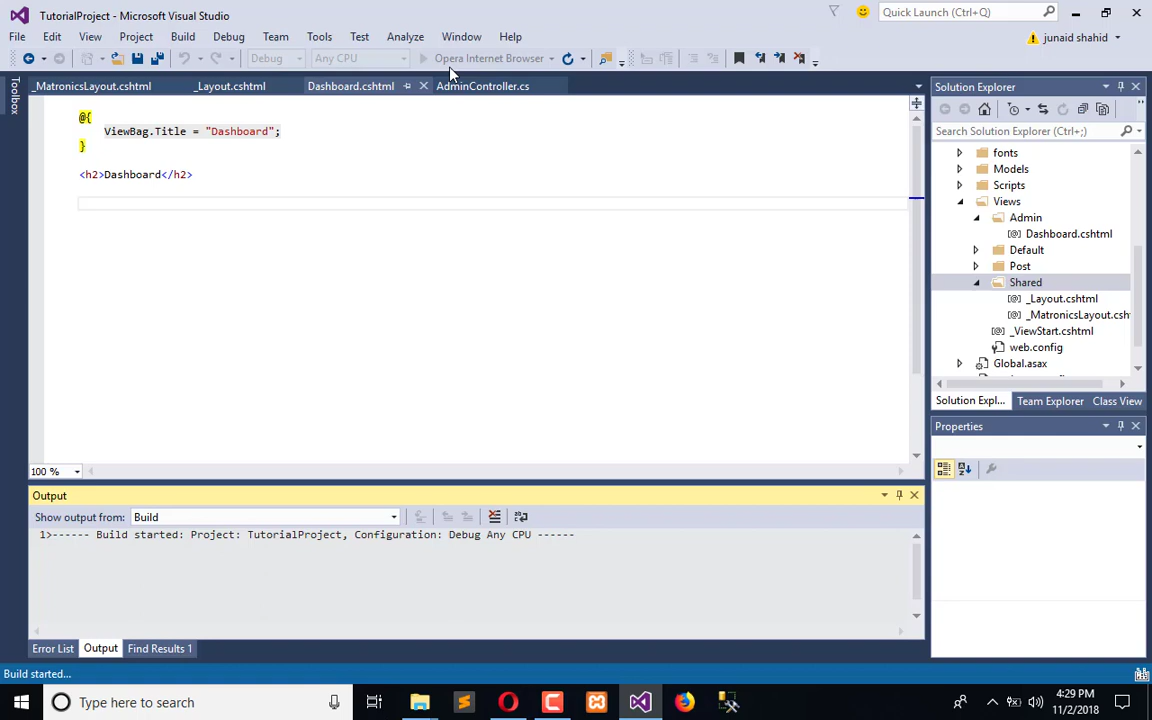 TutorialProject - Microsoft Visual Studio
Quick Launch (Ctrl+;)
File Edit View Project Build Debug Team Tools Test Analyze Window Help
junaid shahid
Debug Any CPU Opera Internet Browser
Toolbox
_MatronicsLayout.cshtml _Layout.cshtml Dashboard.cshtml AdminController.cs
@{
ViewBag.Title = "Dashboard";
}
<h2>Dashboard</h2>
100 %
Solution Explorer
Search Solution Explorer (Ctrl+;)
fonts
Models
Scripts
Views
Admin
[@] Dashboard.cshtml
Default
Post
Shared
[@] _Layout.cshtml
[@] _MatronicsLayout.csh
[@] _ViewStart.cshtml
web.config
Global.asax
Solution Expl... Team Explorer Class View
Properties
Output
Show output from: Build
1>------ Build started: Project: TutorialProject, Configuration: Debug Any CPU ------
Error List Output Find Results 1
Build started...
Type here to search
4:29 PM
11/2/2018